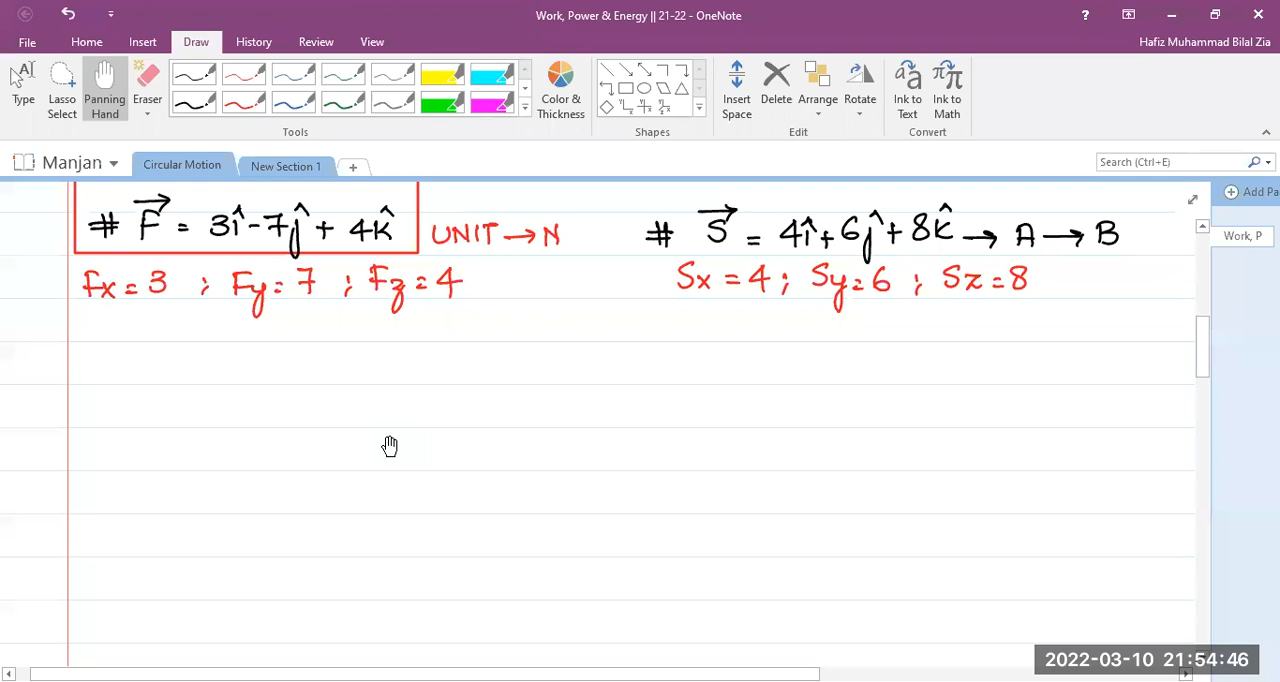 Work, Power & Energy || 21-22 - OneNote
File Home Insert Draw History Review View Hafiz Muhammad Bilal Zia
Type Lasso Select Panning Hand Eraser Color & Thickness Insert Space Delete Arrange Rotate Ink to Text Ink to Math
Tools Shapes Edit Convert
Manjan Circular Motion New Section 1 Search (Ctrl+E)
Add Pa
Work, P
# F⃗ = 3î - 7ĵ + 4k̂ UNIT → N # S⃗ = 4î + 6ĵ + 8k̂ → A → B
Fx = 3 ; Fy = 7 ; Fz = 4 Sx = 4 ; Sy = 6 ; Sz = 8
2022-03-10 21:54:46